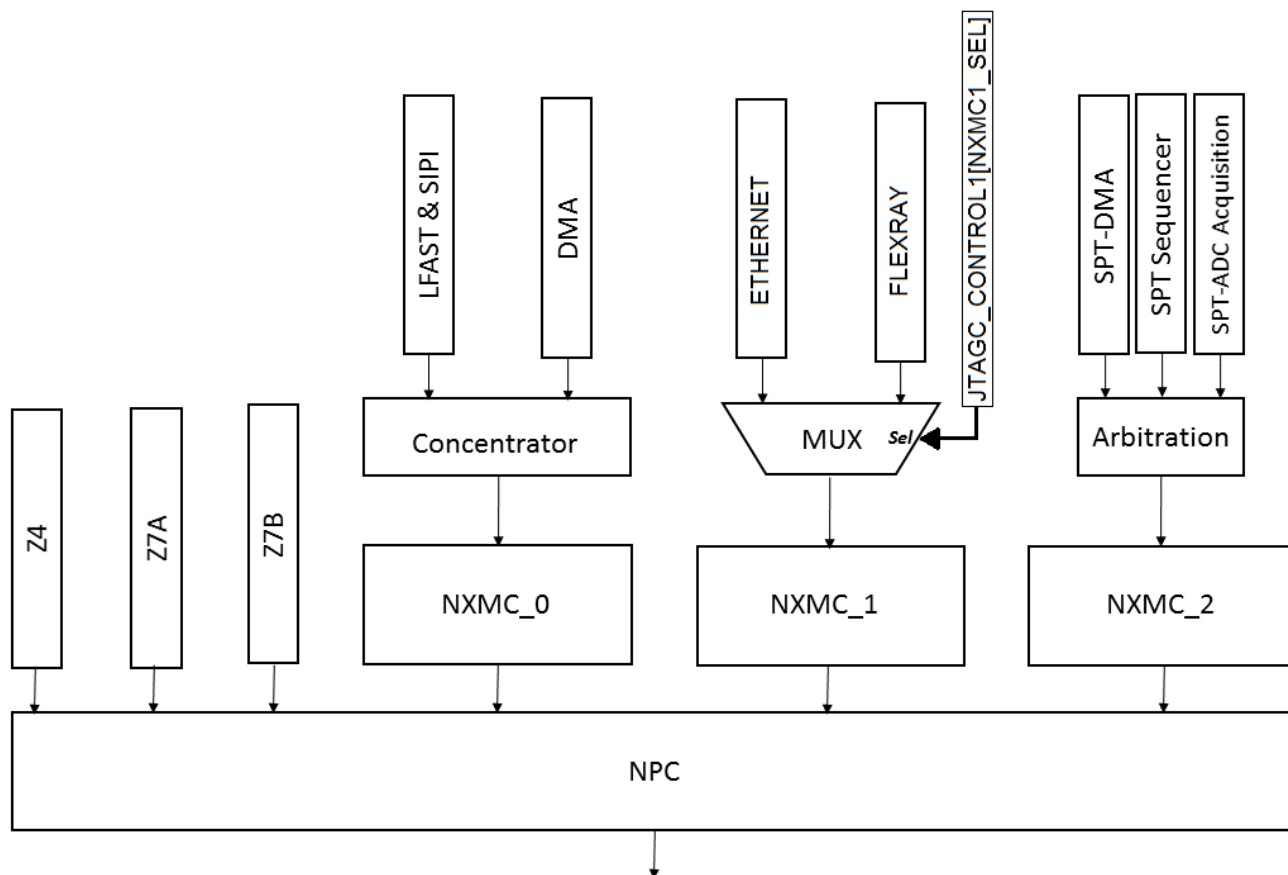 LFAST & SIPI
DMA
ETHERNET
FLEXRAY
JTAGC_CONTROL1[NXMC1_SEL]
SPT-DMA
SPT Sequencer
SPT-ADC Acquisition
Concentrator
MUX
Sel
Arbitration
Z4
Z7A
Z7B
NXMC_0
NXMC_1
NXMC_2
NPC